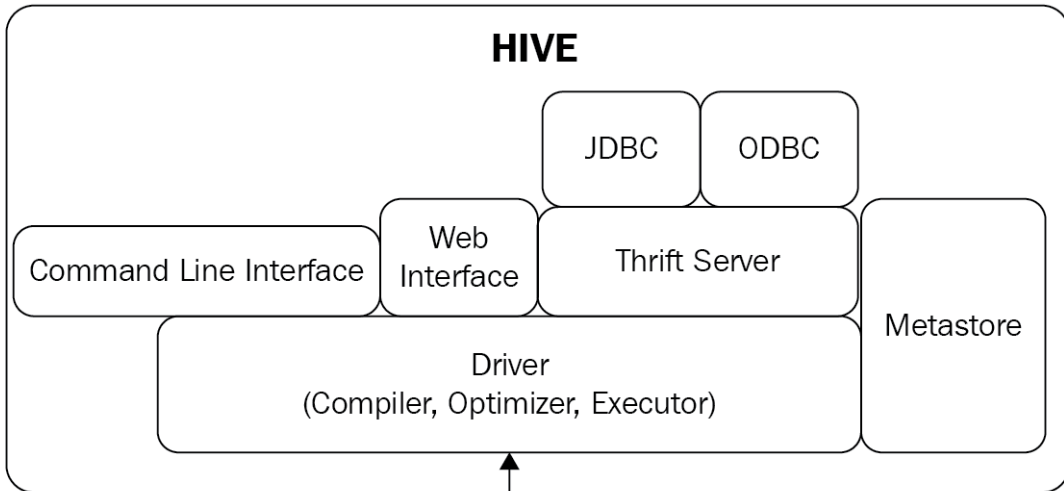 HIVE
JDBC
ODBC
Command Line Interface
Web
Interface
Thrift Server
Metastore
Driver
(Compiler, Optimizer, Executor)